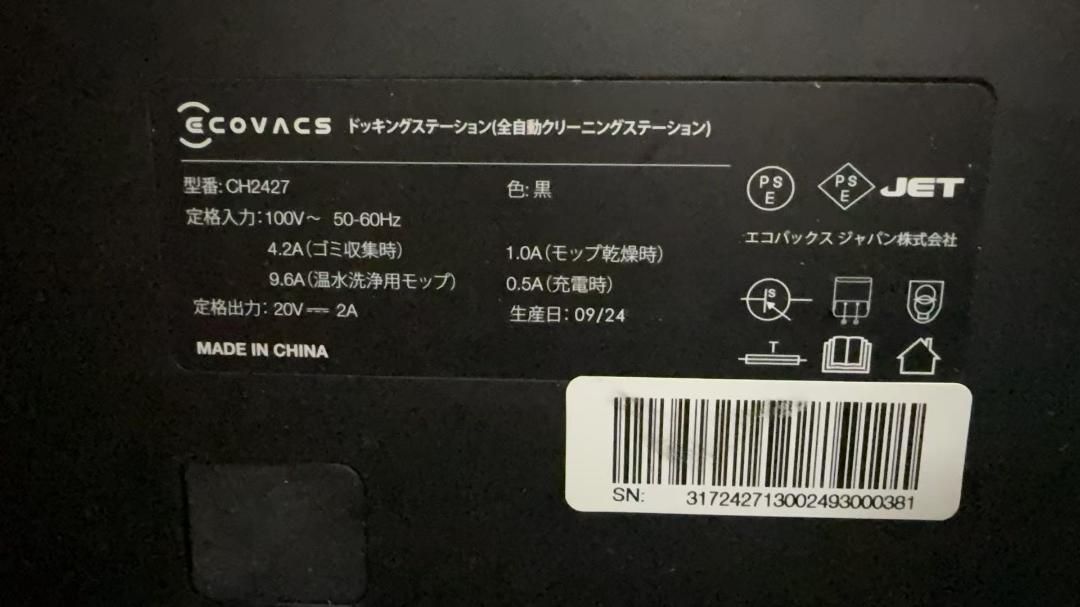 ECOVACS ドッキングステーション(全自動クリーニングステーション)
型番: CH2427 色: 黒
定格入力: 100V～ 50-60Hz
4.2A(ゴミ収集時) 1.0A(モップ乾燥時)
9.6A(温水洗浄用モップ) 0.5A(充電時)
定格出力: 20V⎓ 2A 生産日: 09/24
MADE IN CHINA
PS
E
PS
E
JET
エコバックス ジャパン株式会社
S
T
SN: 317242713002493000381